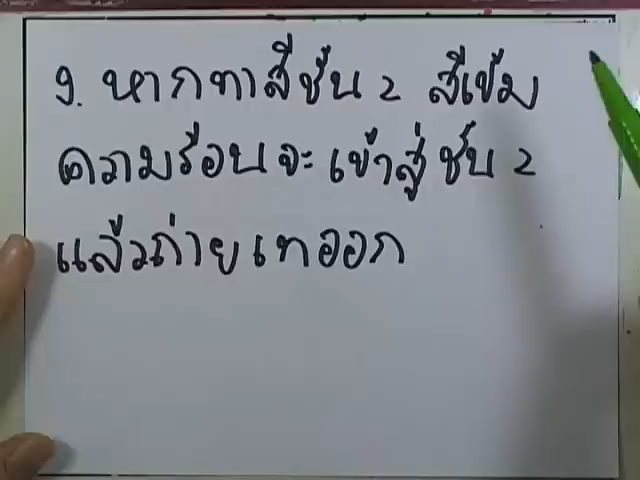 ง. หากทาสีชั้น 2 สีเข้ม
ความร้อนจะเข้าสู่ ชั้น 2
แล้วถ่ายเทออก